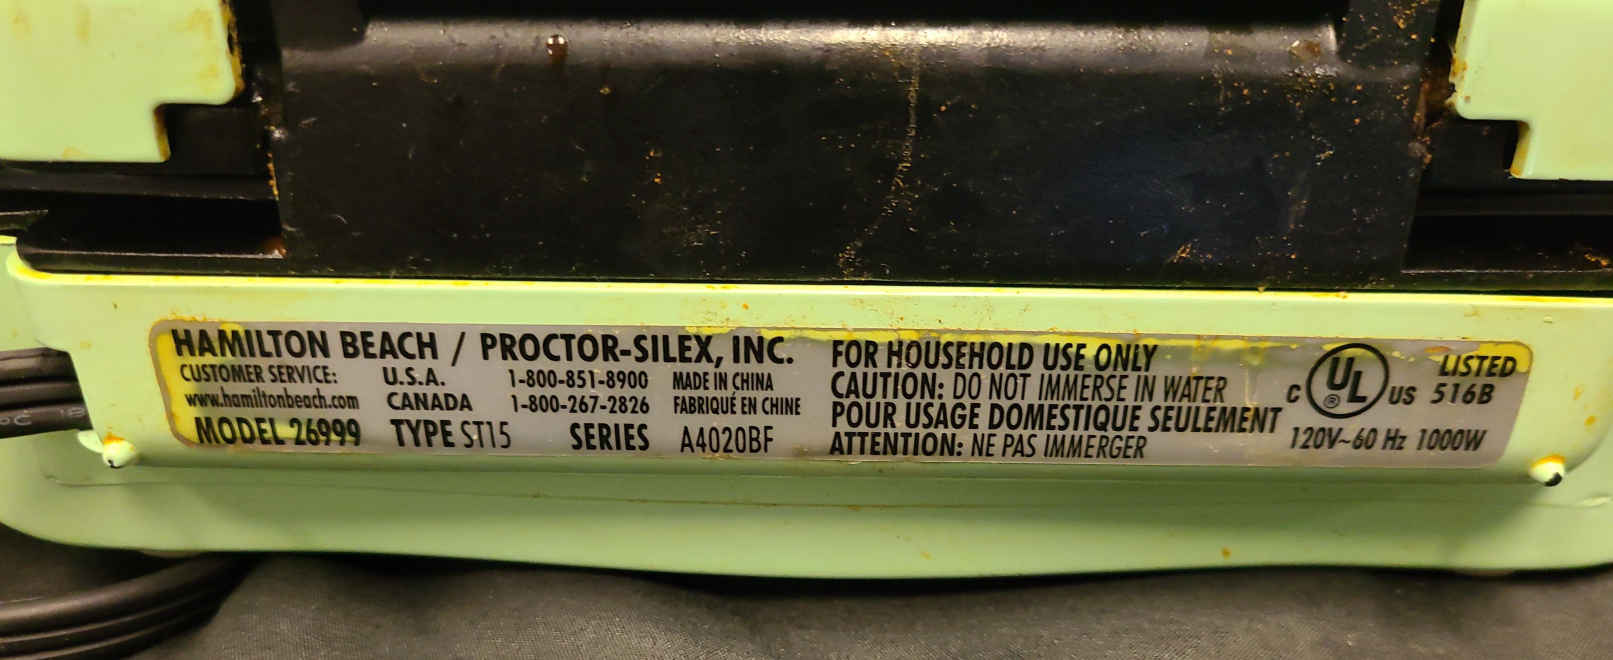 HAMILTON BEACH / PROCTOR-SILEX, INC.
CUSTOMER SERVICE: U.S.A. 1-800-851-8900 MADE IN CHINA
www.hamiltonbeach.com CANADA 1-800-267-2826 FABRIQUÉ EN CHINE
MODEL 26999 TYPE ST15 SERIES A4020BF
FOR HOUSEHOLD USE ONLY
CAUTION: DO NOT IMMERSE IN WATER
POUR USAGE DOMESTIQUE SEULEMENT
ATTENTION: NE PAS IMMERGER
C UL ® US
LISTED
516B
120V~60 Hz 1000W